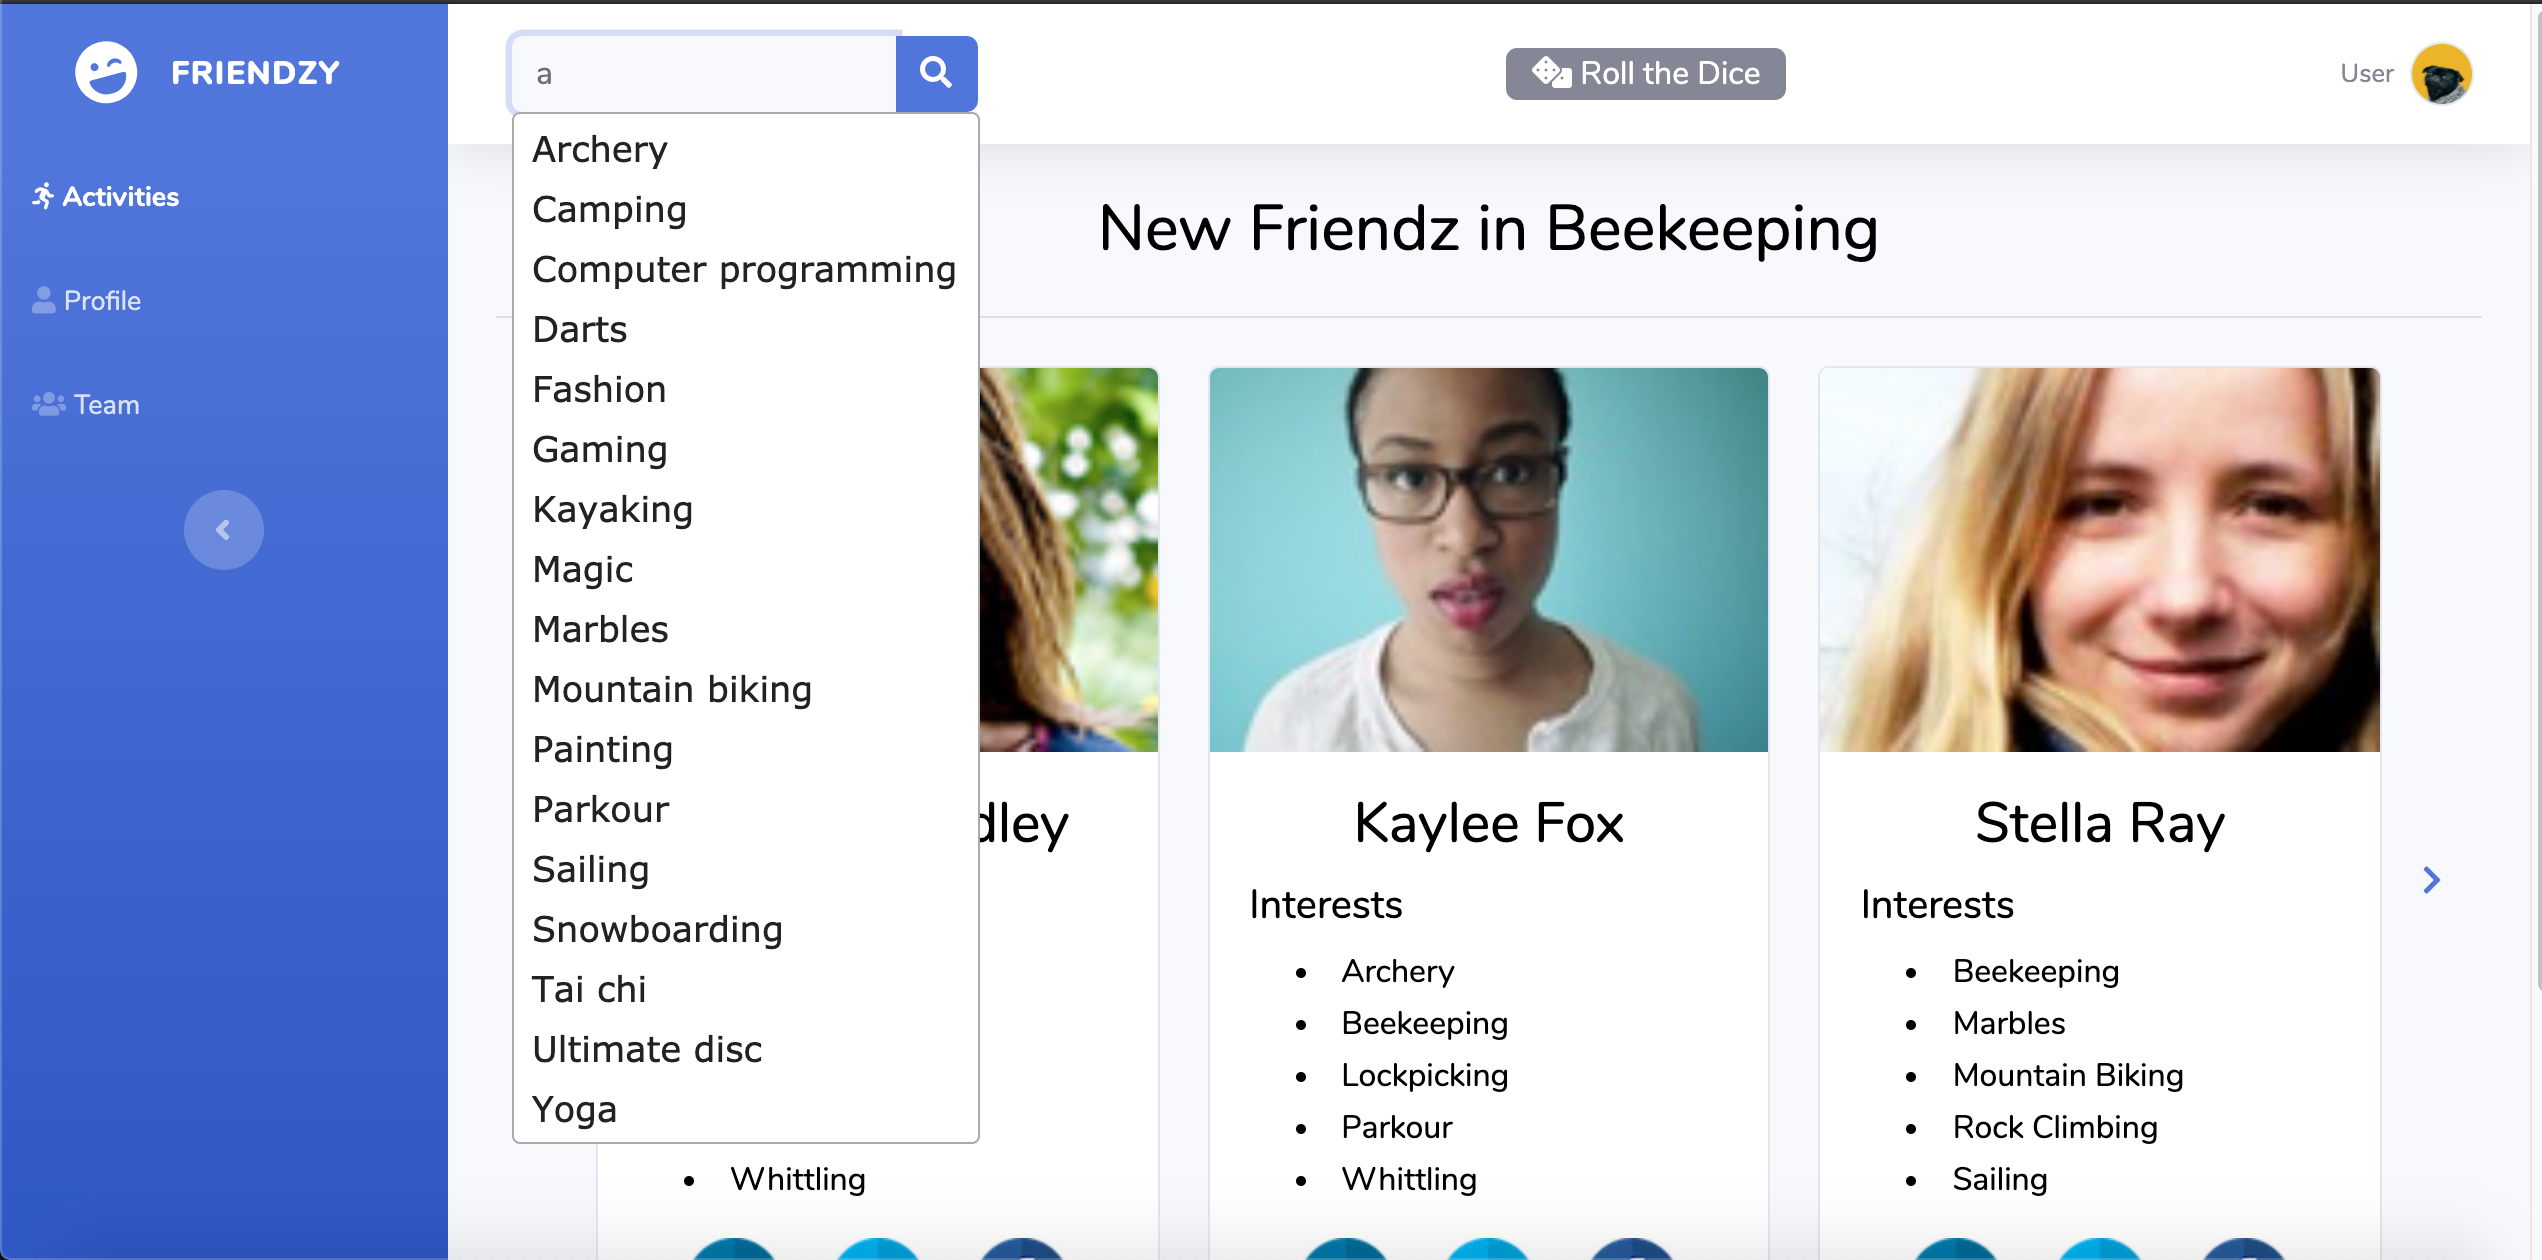 FRIENDZY
Activities
Profile
Team
a
Roll the Dice
User
Archery
Camping
Computer programming
Darts
Fashion
Gaming
Kayaking
Magic
Marbles
Mountain biking
Painting
Parkour
Sailing
Snowboarding
Tai chi
Ultimate disc
Yoga
New Friendz in Beekeeping
dley
Whittling
Kaylee Fox
Interests
Archery
Beekeeping
Lockpicking
Parkour
Whittling
Stella Ray
Interests
Beekeeping
Marbles
Mountain Biking
Rock Climbing
Sailing